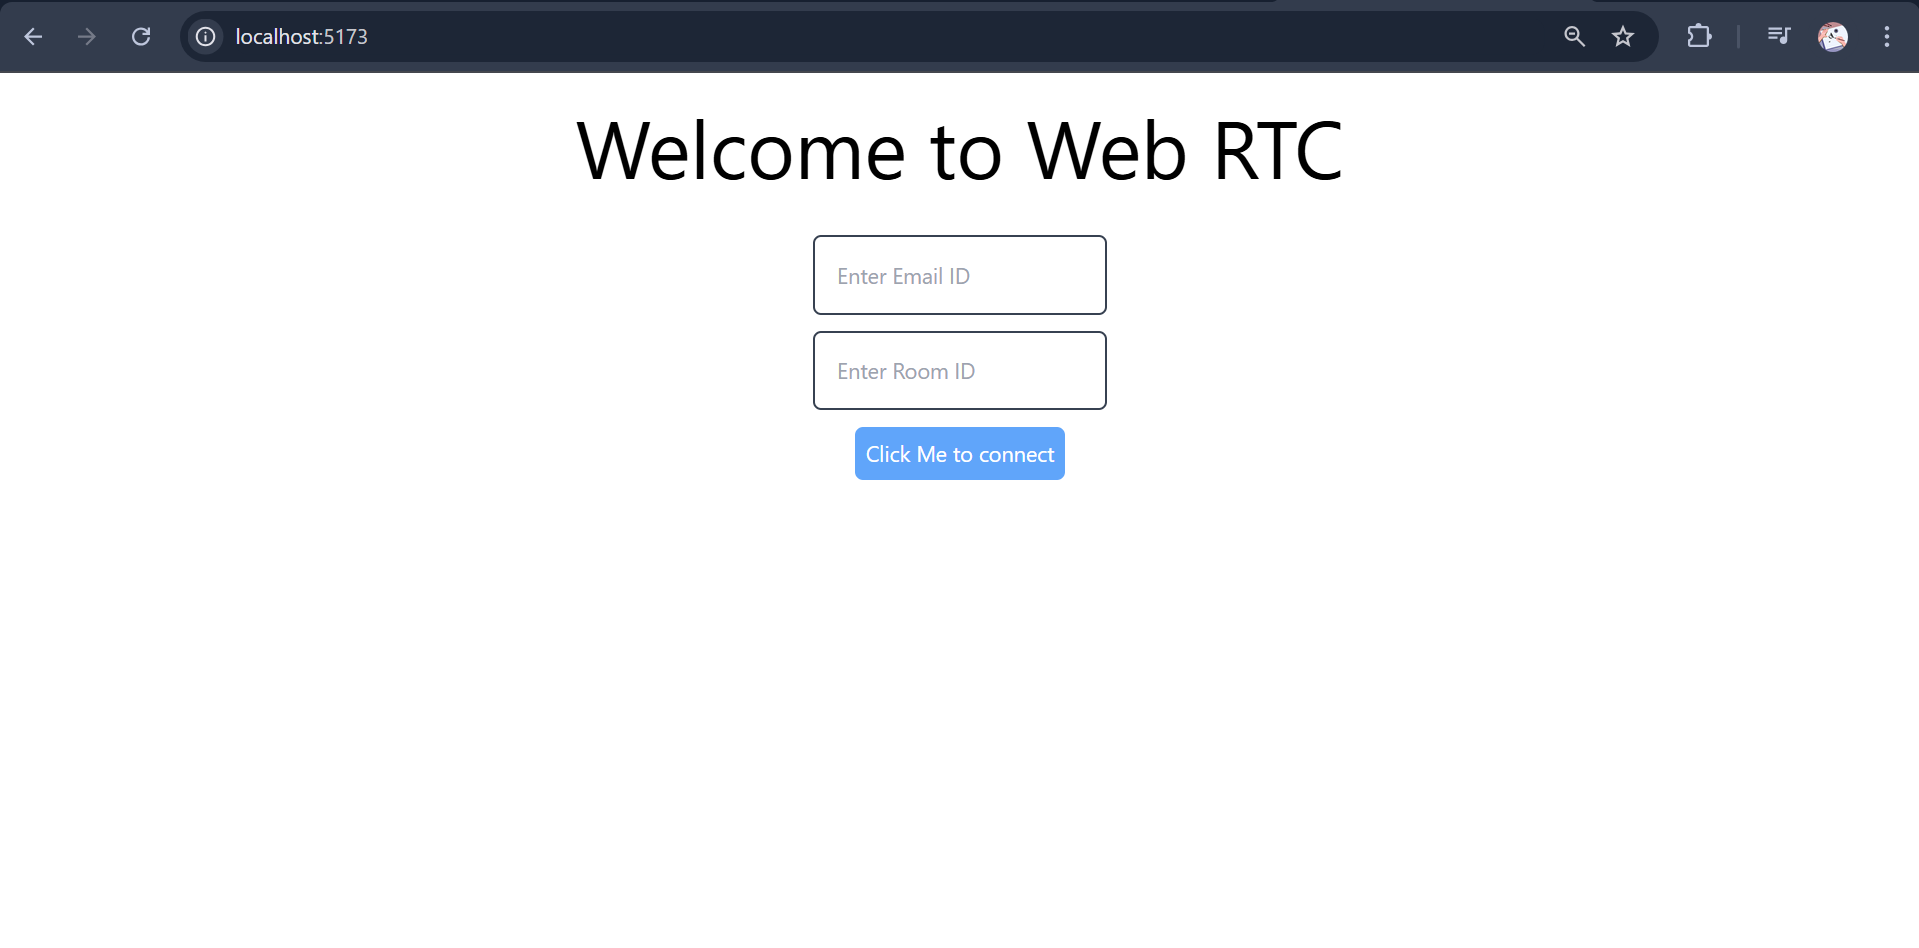 localhost:5173
Welcome to Web RTC
Enter Email ID
Enter Room ID
Click Me to connect